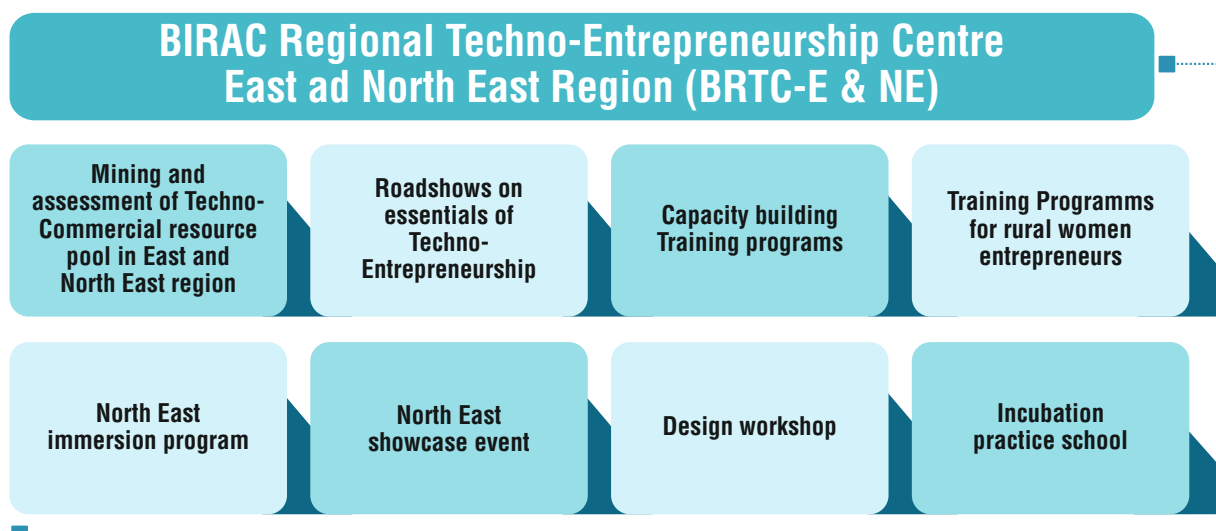 BIRAC Regional Techno-Entrepreneurship Centre
East ad North East Region (BRTC-E & NE)
Mining and
assessment of Techno-
Commercial resource
pool in East and
North East region
Roadshows on
essentials of
Techno-
Entrepreneurship
Capacity building
Training programs
Training Programms
for rural women
entrepreneurs
North East
immersion program
North East
showcase event
Design workshop
Incubation
practice school